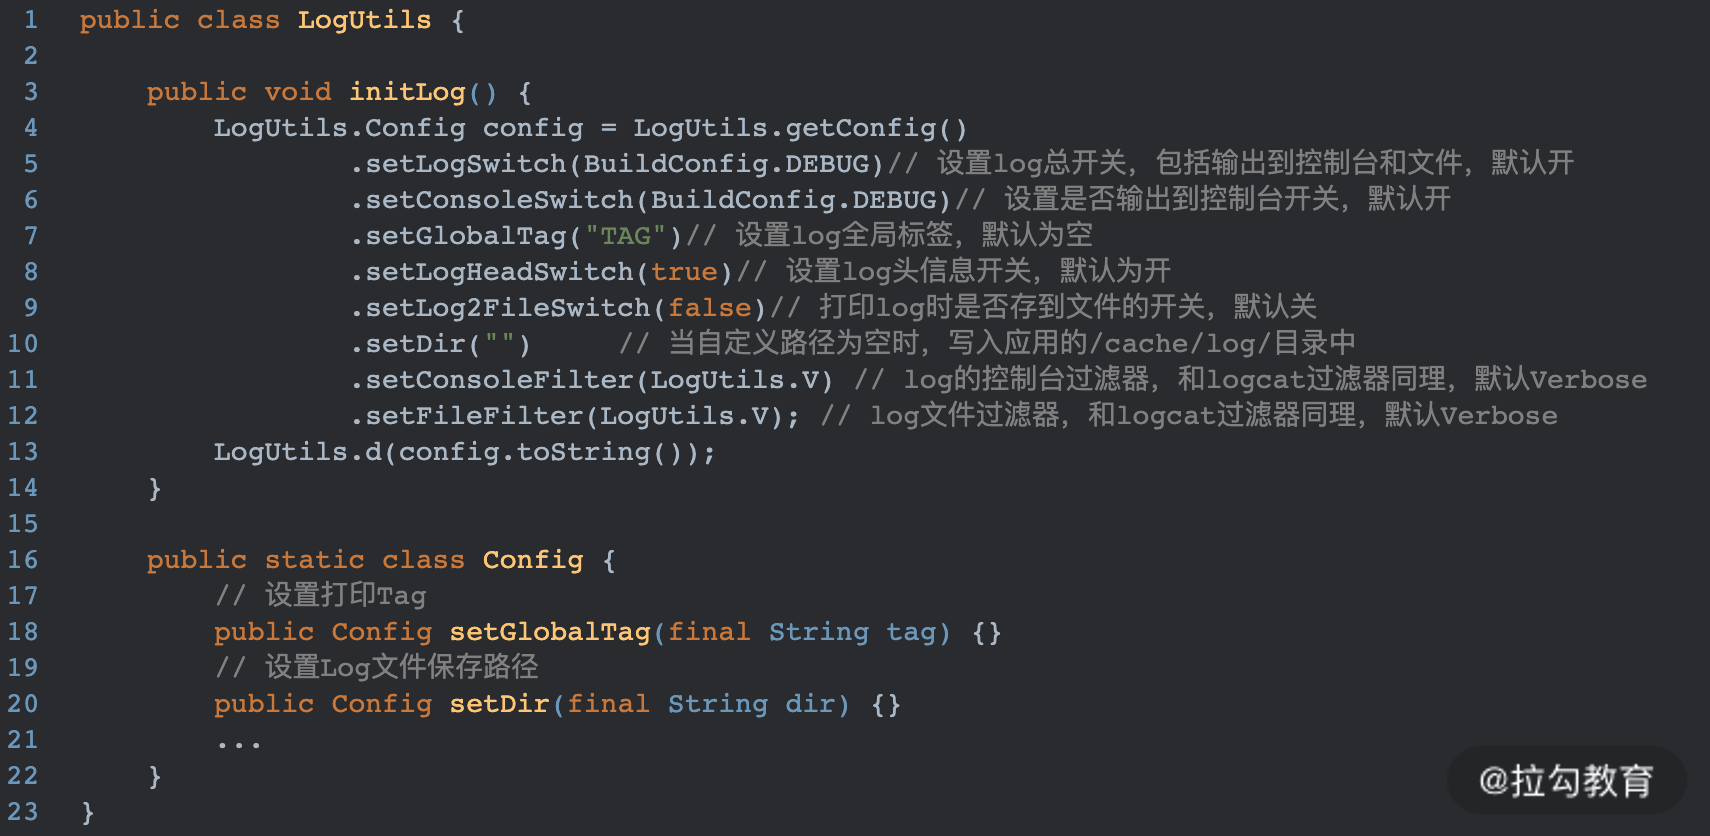 1 public class LogUtils {
2
3 public void initLog() {
4 LogUtils.Config config = LogUtils.getConfig()
5 .setLogSwitch(BuildConfig.DEBUG)// 设置log总开关，包括输出到控制台和文件，默认开
6 .setConsoleSwitch(BuildConfig.DEBUG)// 设置是否输出到控制台开关，默认开
7 .setGlobalTag("TAG")// 设置log全局标签，默认为空
8 .setLogHeadSwitch(true)// 设置log头信息开关，默认为开
9 .setLog2FileSwitch(false)// 打印log时是否存到文件的开关，默认关
10 .setDir("") // 当自定义路径为空时，写入应用的/cache/log/目录中
11 .setConsoleFilter(LogUtils.V) // log的控制台过滤器，和logcat过滤器同理，默认Verbose
12 .setFileFilter(LogUtils.V); // log文件过滤器，和logcat过滤器同理，默认Verbose
13 LogUtils.d(config.toString());
14 }
15
16 public static class Config {
17 // 设置打印Tag
18 public Config setGlobalTag(final String tag) {}
19 // 设置Log文件保存路径
20 public Config setDir(final String dir) {}
21 ...
22 }
23 }
@拉勾教育